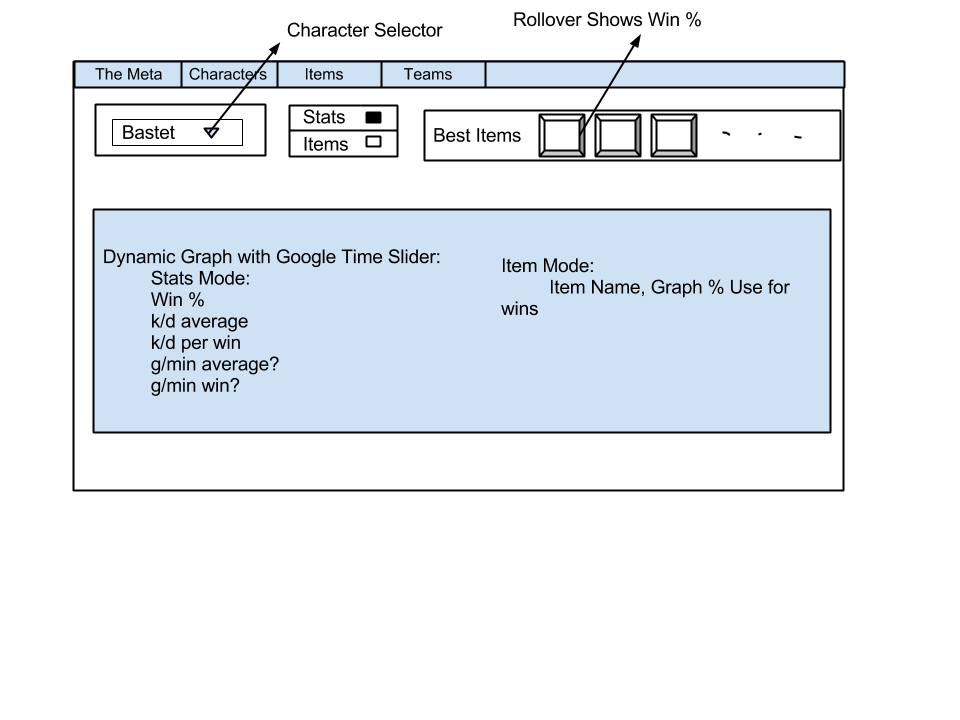 Rollover Shows Win %
Character Selector
The Meta
Characters
Items
Teams
Bastet
Stats
Items
Best Items
Dynamic Graph with Google Time Slider:
Stats Mode:
Win %
k/d average
k/d per win
g/min average?
g/min win?
Item Mode:
Item Name, Graph % Use for
wins